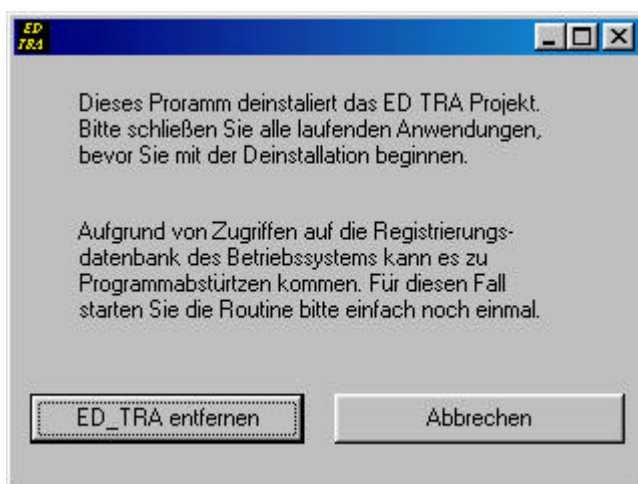 ED
TRA
Dieses Proramm deinstaliert das ED TRA Projekt.
Bitte schließen Sie alle laufenden Anwendungen,
bevor Sie mit der Deinstallation beginnen.
Aufgrund von Zugriffen auf die Registrierungs-
datenbank des Betriebssystems kann es zu
Programmabstürtzen kommen. Für diesen Fall
starten Sie die Routine bitte einfach noch einmal.
ED_TRA entfernen
Abbrechen